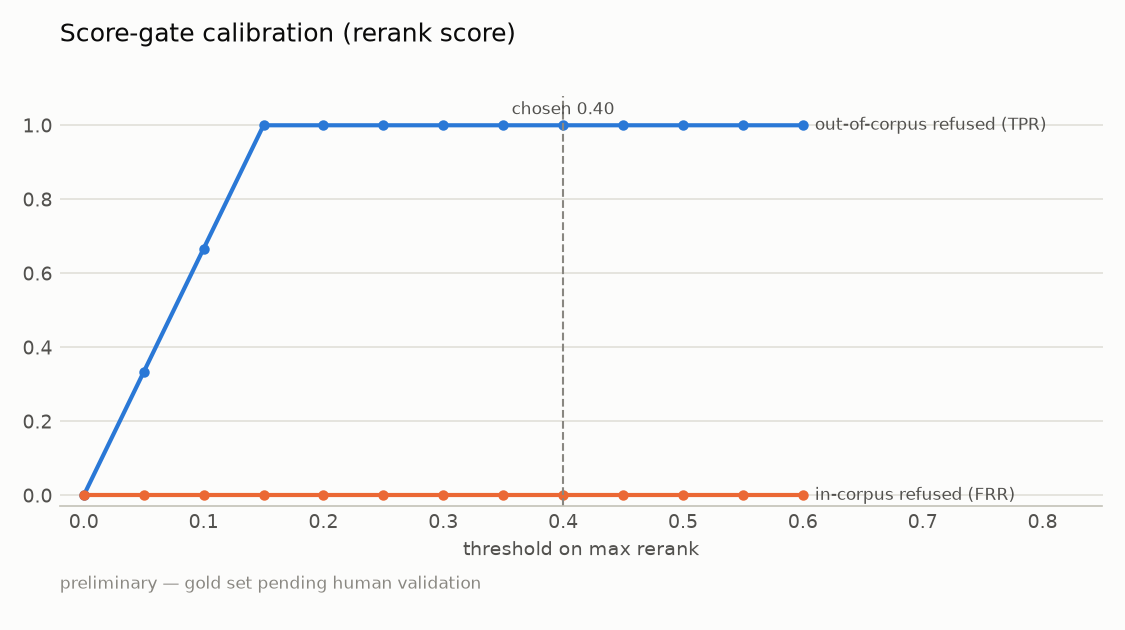 Score-gate calibration (rerank score)
chosen 0.40
1.0
out-of-corpus refused (TPR)
0.8
0.6
0.4
0.2
0.0
in-corpus refused (FRR)
0.0 0.1 0.2 0.3 0.4 0.5 0.6 0.7 0.8
threshold on max rerank
preliminary — gold set pending human validation